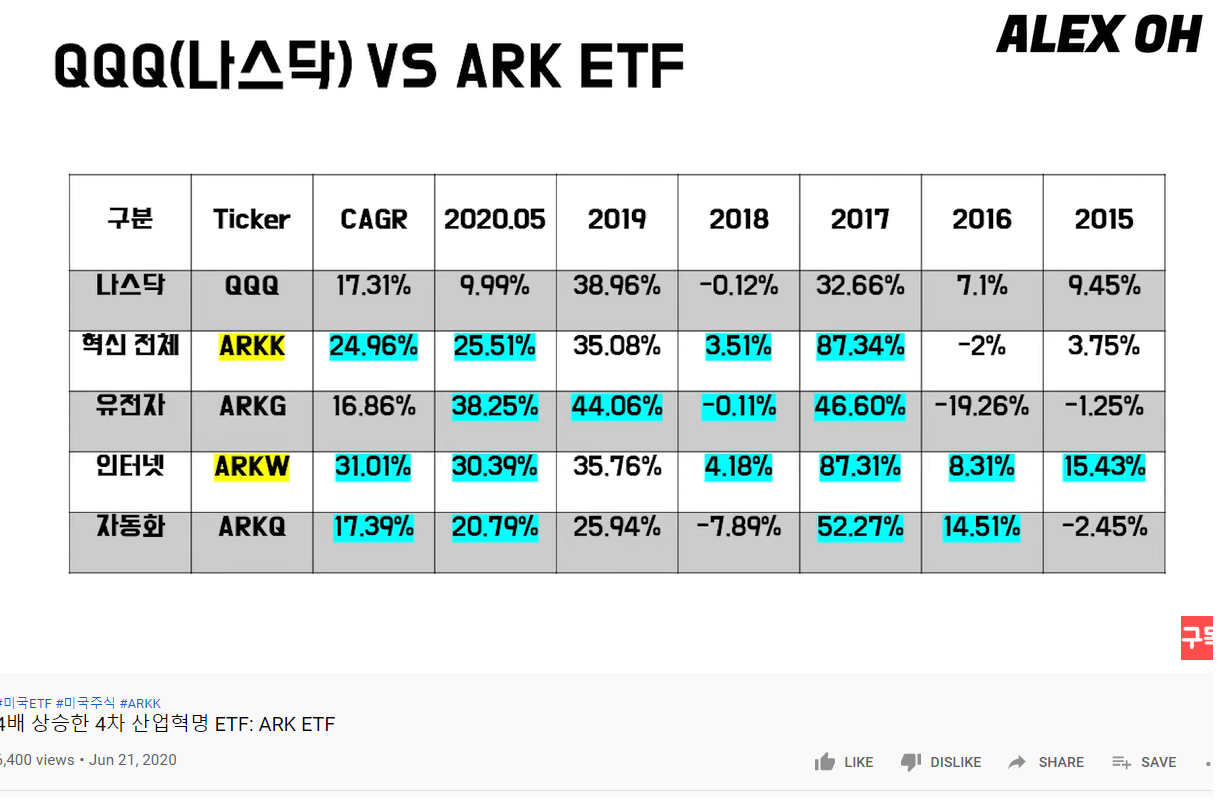 ALEX OH
QQQ(나스닥) VS ARK ETF
구분 Ticker CAGR 2020.05 2019 2018 2017 2016 2015
나스닥 QQQ 17.31% 9.99% 38.96% -0.12% 32.66% 7.1% 9.45%
혁신 전체 ARKK 24.96% 25.51% 35.08% 3.51% 87.34% -2% 3.75%
유전자 ARKG 16.86% 38.25% 44.06% -0.11% 46.60% -19.26% -1.25%
인터넷 ARKW 31.01% 30.39% 35.76% 4.18% 87.31% 8.31% 15.43%
자동화 ARKQ 17.39% 20.79% 25.94% -7.89% 52.27% 14.51% -2.45%
#미국ETF #미국주식 #ARKK
4배 상승한 4차 산업혁명 ETF: ARK ETF
,400 views • Jun 21, 2020
LIKE DISLIKE SHARE SAVE